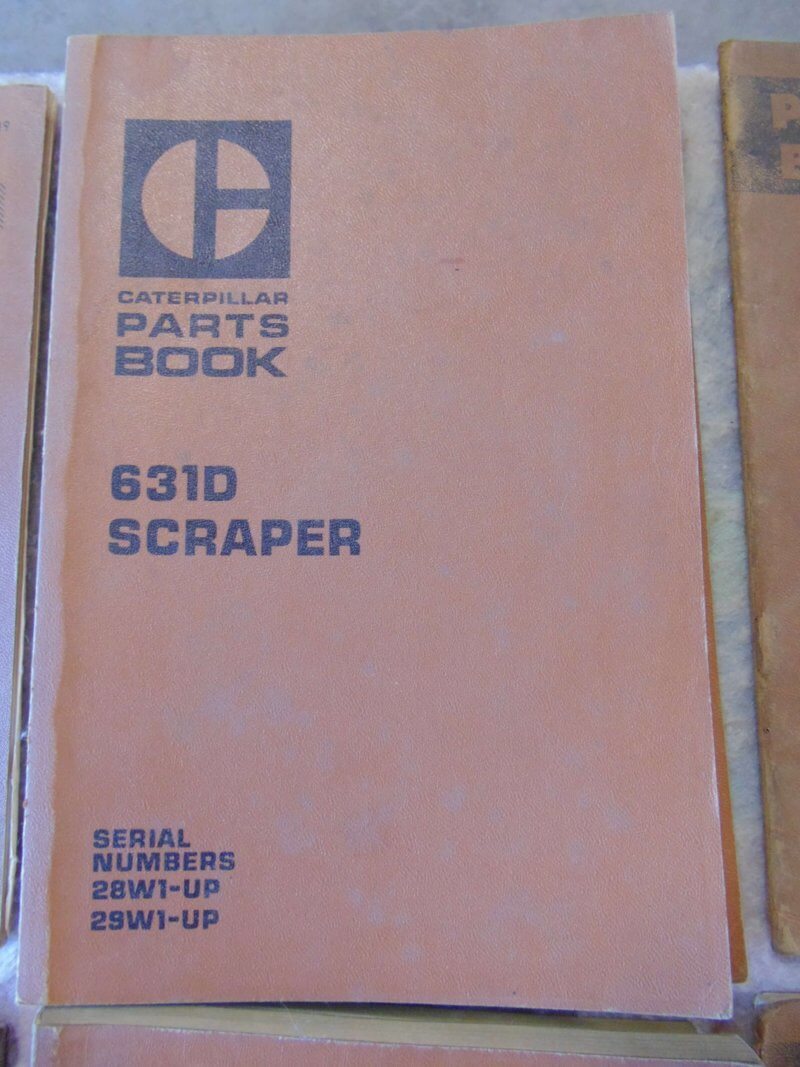 CATERPILLAR
PARTS
BOOK
631D
SCRAPER
SERIAL
NUMBERS
28W1-UP
29W1-UP